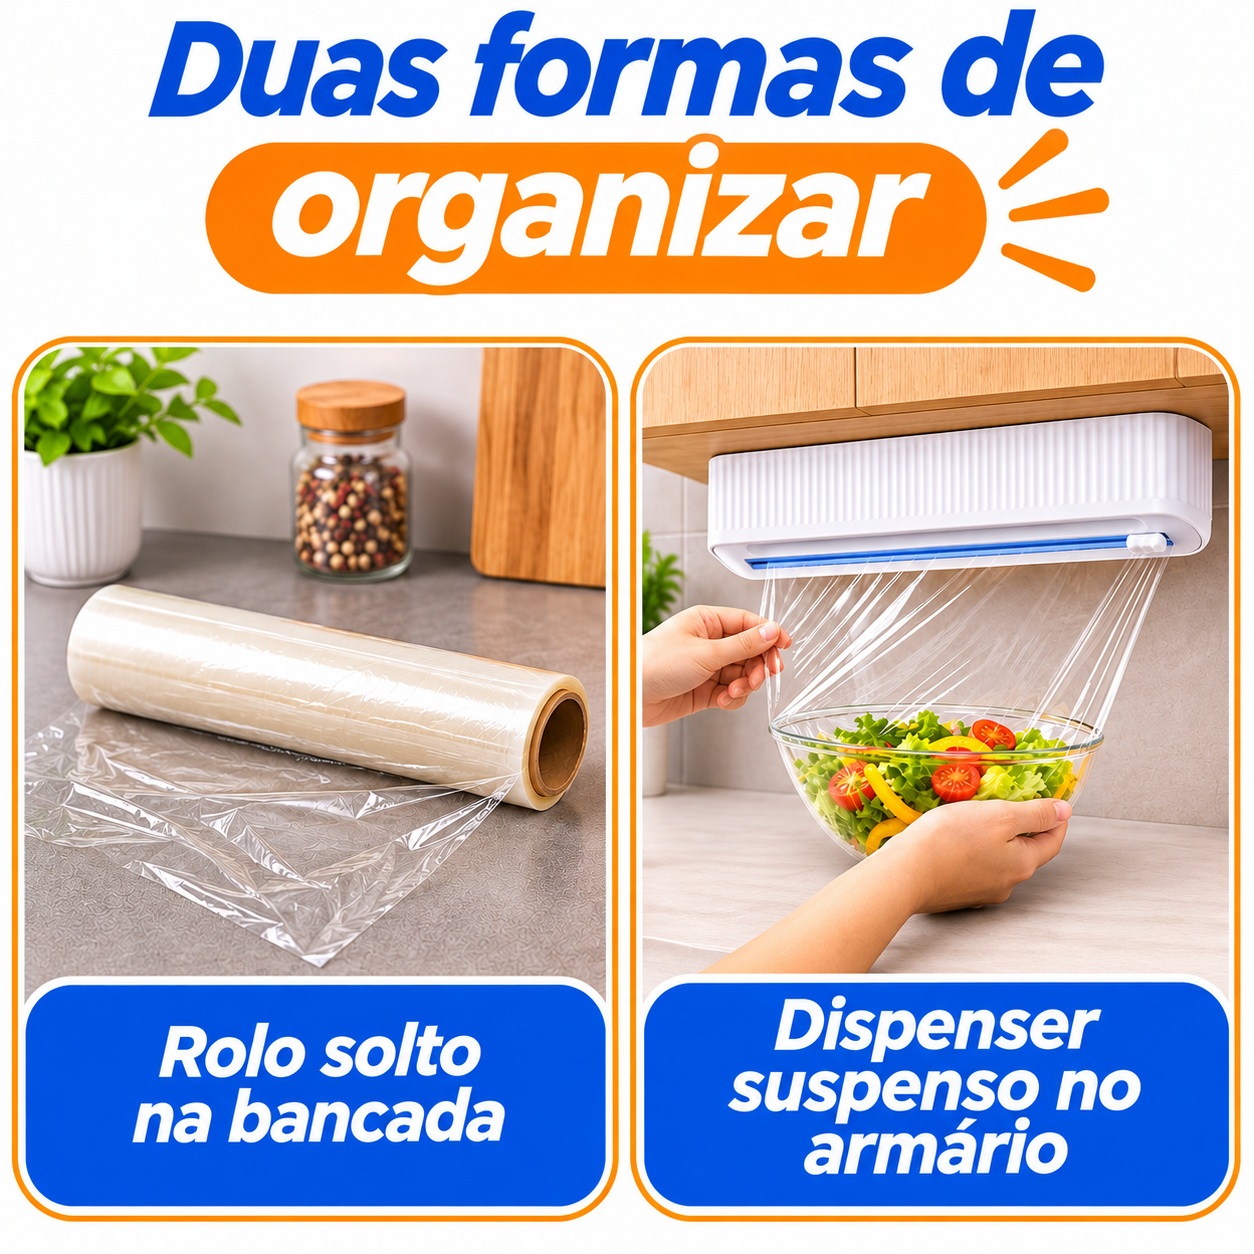 Duas formas de
organizar
Rolo solto
na bancada
Dispenser
suspenso no
armário